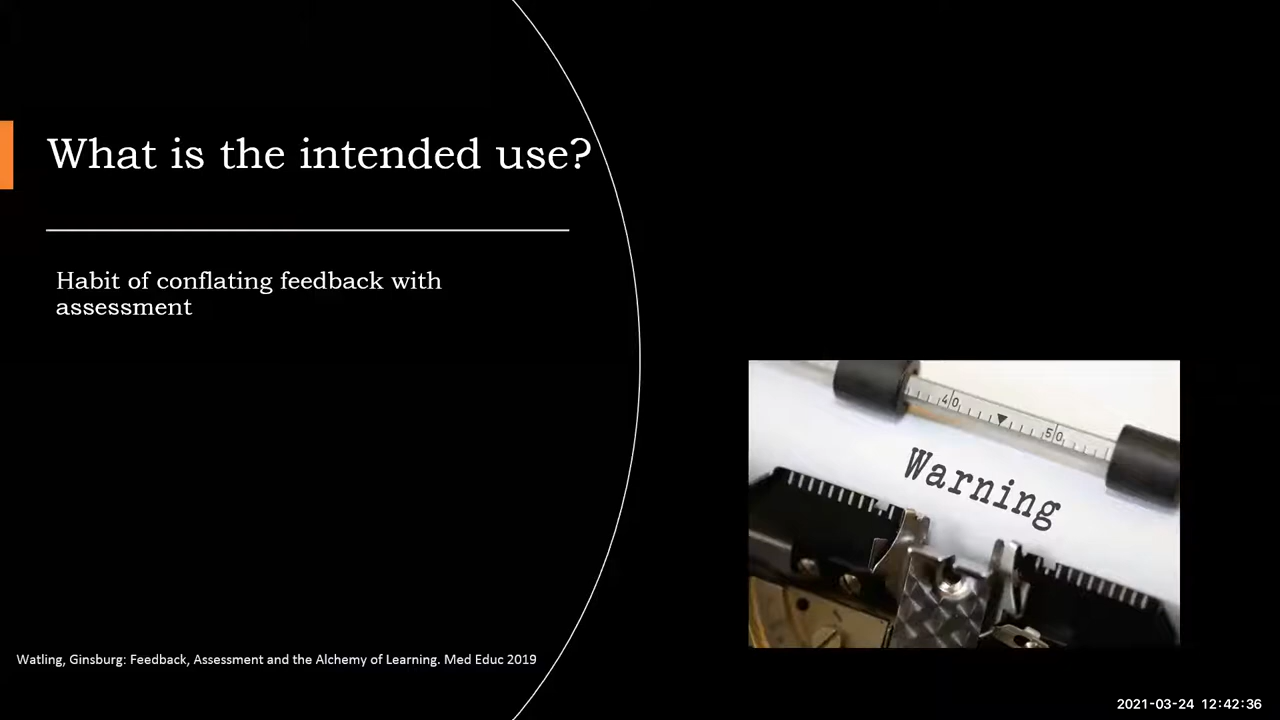 What is the intended use?
Habit of conflating feedback with
assessment
40
50
Warning
Watling, Ginsburg: Feedback, Assessment and the Alchemy of Learning. Med Educ 2019
2021-03-24 12:42:36